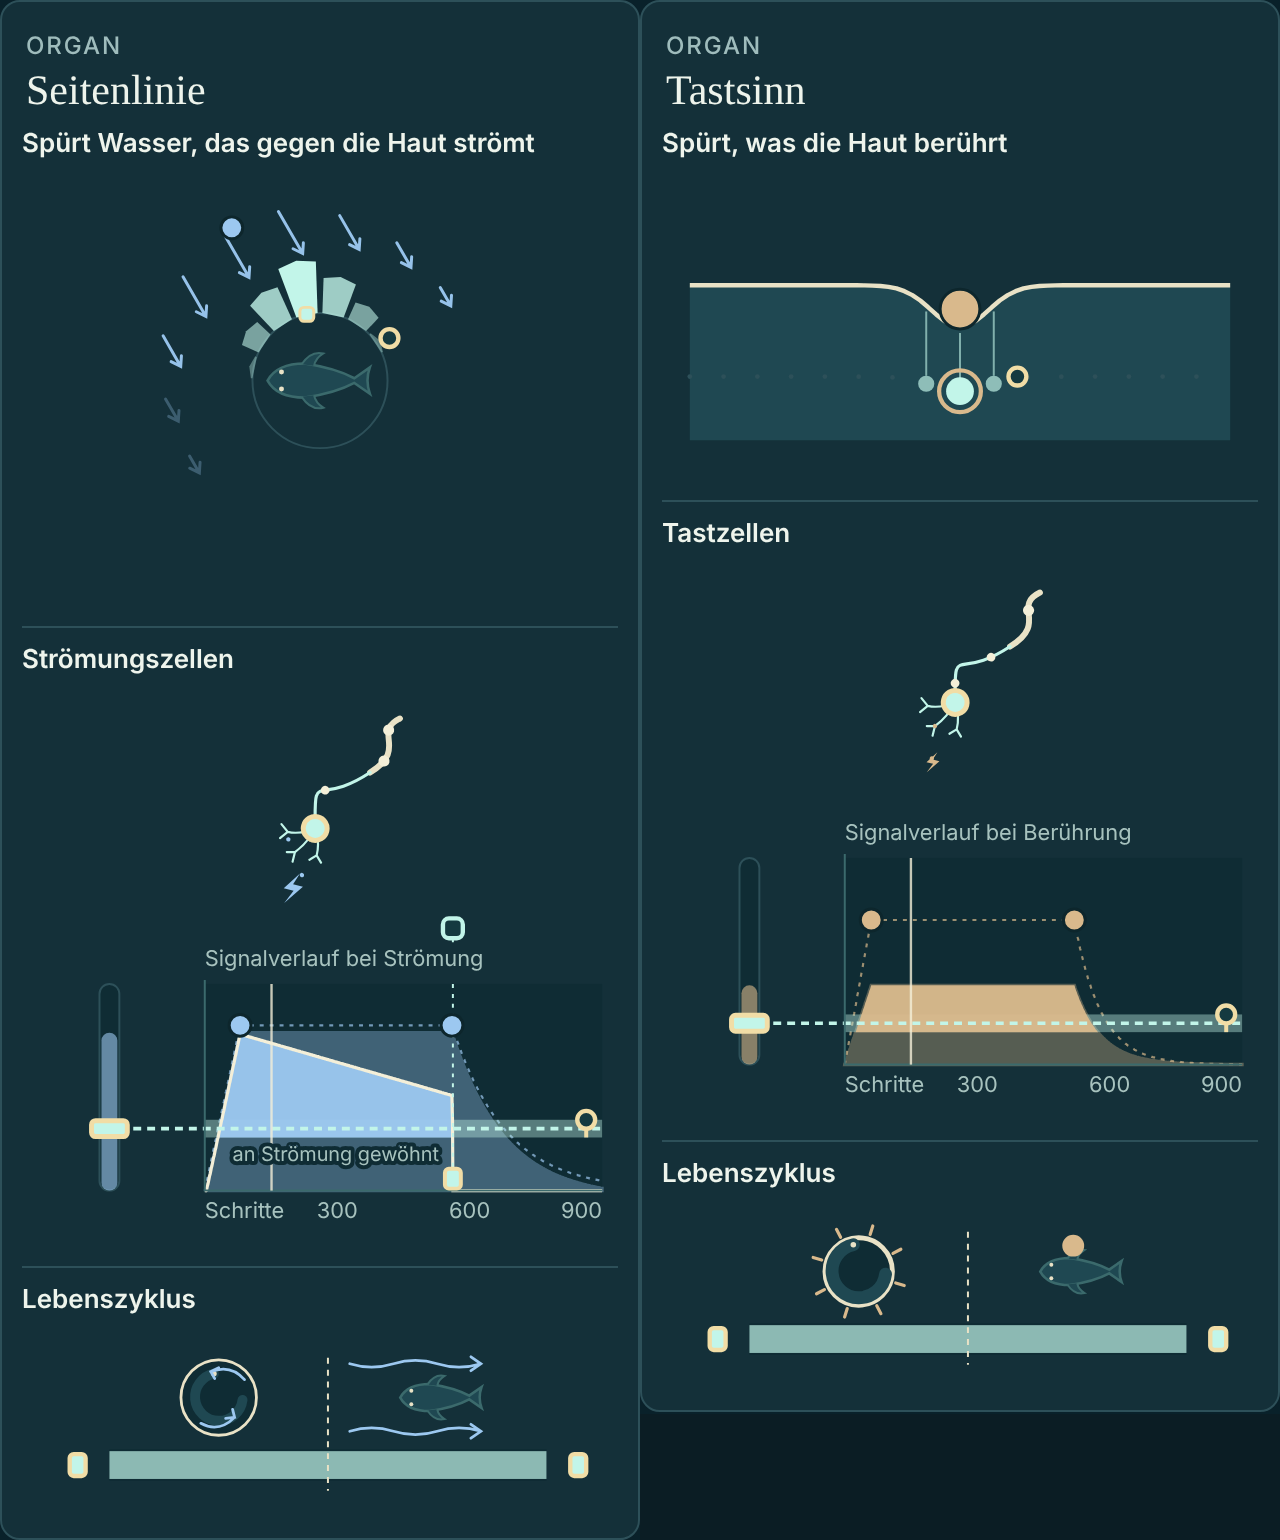 ORGAN
Seitenlinie
Spürt Wasser, das gegen die Haut strömt
Strömungszellen
Signalverlauf bei Strömung
an Strömung gewöhnt
Schritte 300 600 900
Lebenszyklus
ORGAN
Tastsinn
Spürt, was die Haut berührt
Tastzellen
Signalverlauf bei Berührung
Schritte 300 600 900
Lebenszyklus